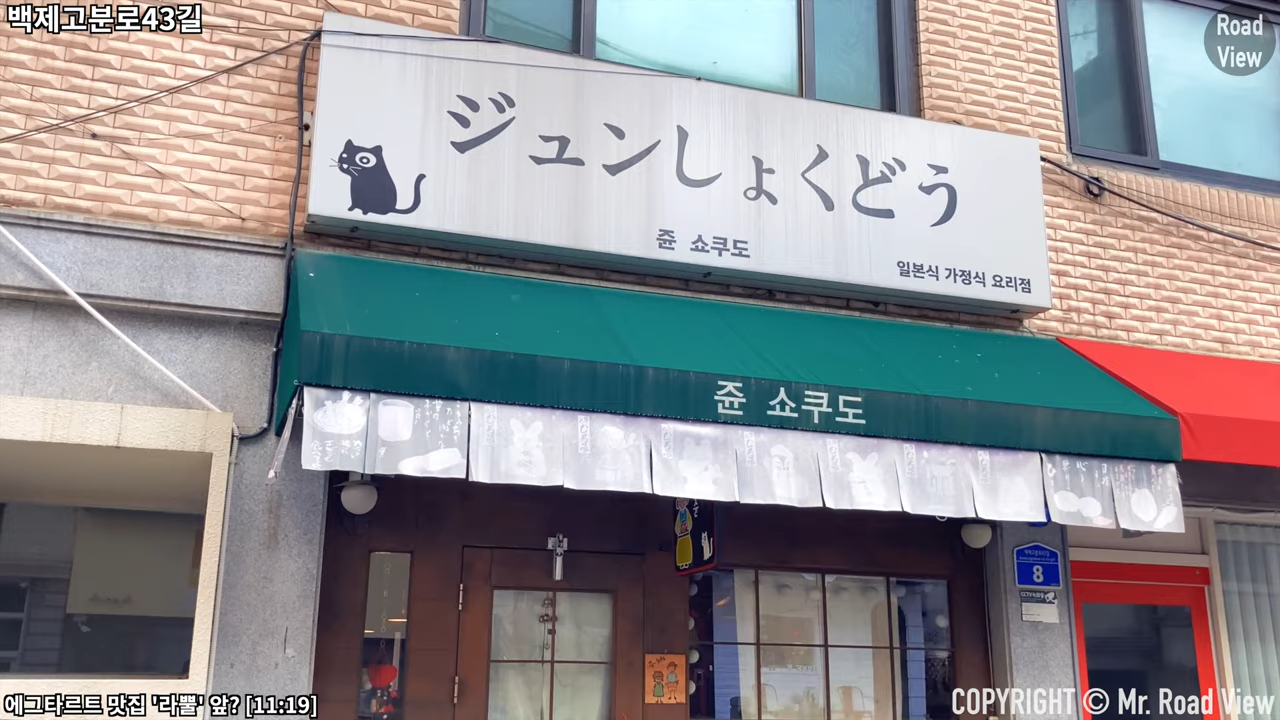 백제고분로43길
Road
View
ジュンしょくどう
쥰 쇼쿠도
일본식 가정식 요리점
쥰 쇼쿠도
8
에그타르트 맛집 '라뿔' 앞? [11:19]
COPYRIGHT © Mr. Road View